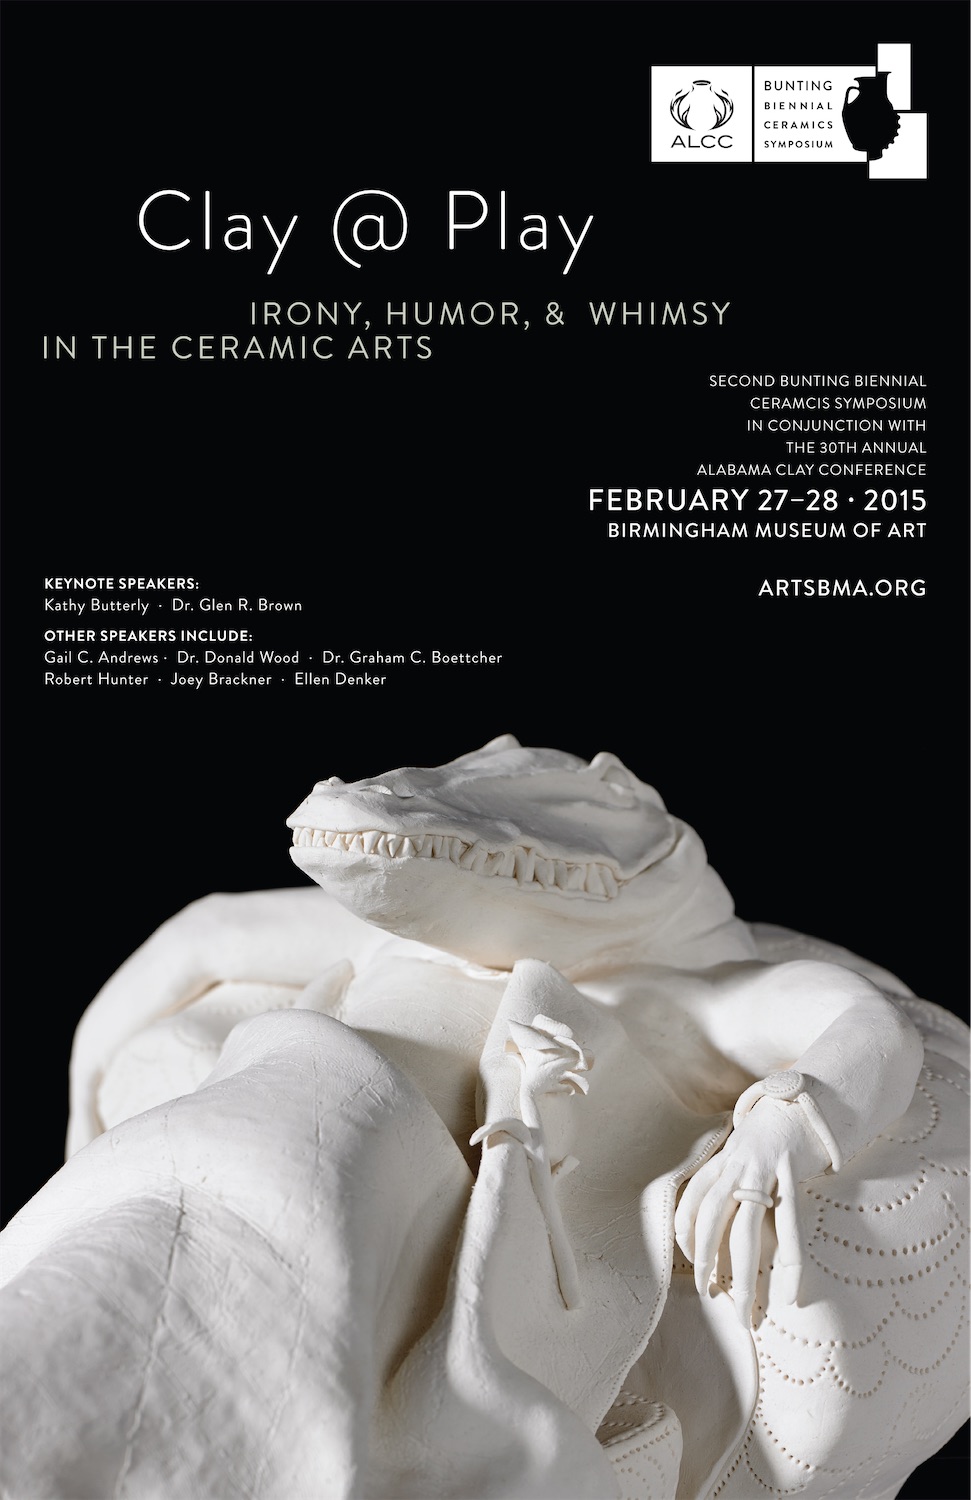 ALCC
BUNTING
BIENNIAL
CERAMICS
SYMPOSIUM
Clay @ Play
IRONY, HUMOR, & WHIMSY
IN THE CERAMIC ARTS
SECOND BUNTING BIENNIAL
CERAMCIS SYMPOSIUM
IN CONJUNCTION WITH
THE 30TH ANNUAL
ALABAMA CLAY CONFERENCE
FEBRUARY 27–28 · 2015
BIRMINGHAM MUSEUM OF ART
ARTSBMA.ORG
KEYNOTE SPEAKERS:
Kathy Butterly · Dr. Glen R. Brown
OTHER SPEAKERS INCLUDE:
Gail C. Andrews · Dr. Donald Wood · Dr. Graham C. Boettcher
Robert Hunter · Joey Brackner · Ellen Denker